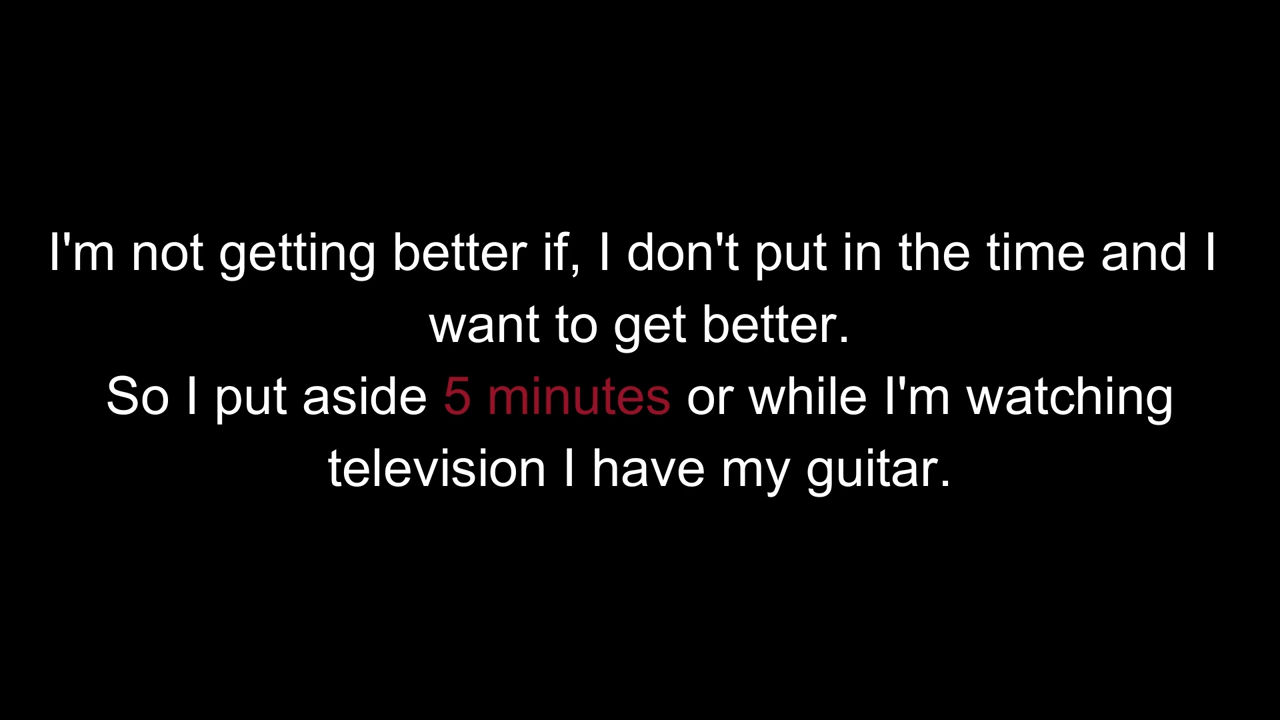 I'm not getting better if, I don't put in the time and I
want to get better.
So I put aside 5 minutes or while I'm watching
television I have my guitar.